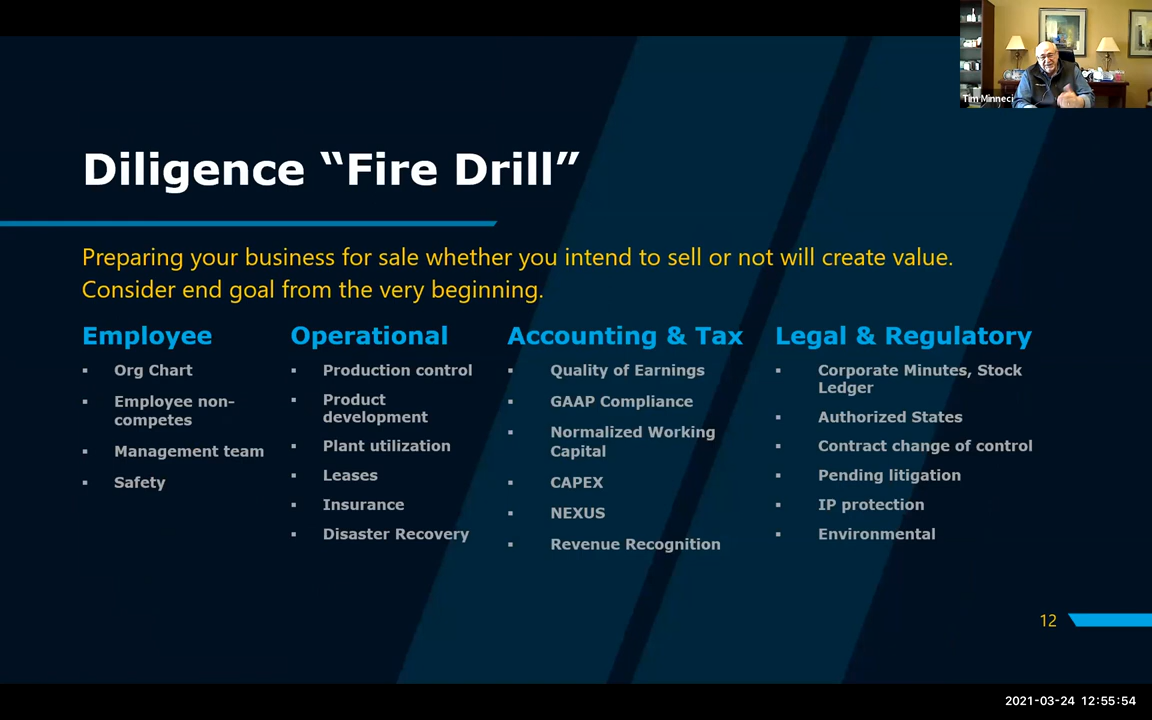 Tim Minneci
Diligence “Fire Drill”
Preparing your business for sale whether you intend to sell or not will create value.
Consider end goal from the very beginning.
Employee
▪ Org Chart
▪ Employee non-
competes
▪ Management team
▪ Safety
Operational
▪ Production control
▪ Product
development
▪ Plant utilization
▪ Leases
▪ Insurance
▪ Disaster Recovery
Accounting & Tax
▪ Quality of Earnings
▪ GAAP Compliance
▪ Normalized Working
Capital
▪ CAPEX
▪ NEXUS
▪ Revenue Recognition
Legal & Regulatory
▪ Corporate Minutes, Stock
Ledger
▪ Authorized States
▪ Contract change of control
▪ Pending litigation
▪ IP protection
▪ Environmental
12
2021-03-24 12:55:54